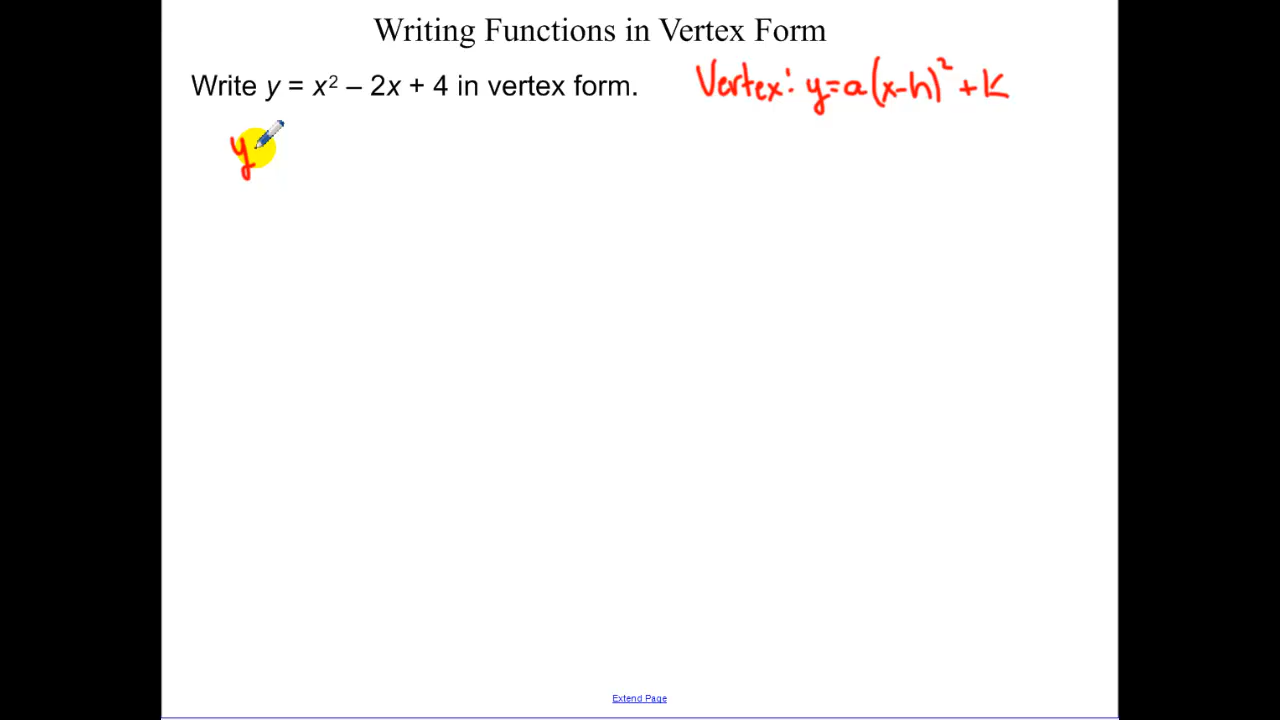 Writing Functions in Vertex Form
Write y = x² – 2x + 4 in vertex form. Vertex: y=a(x-h)² + k
y
Extend Page